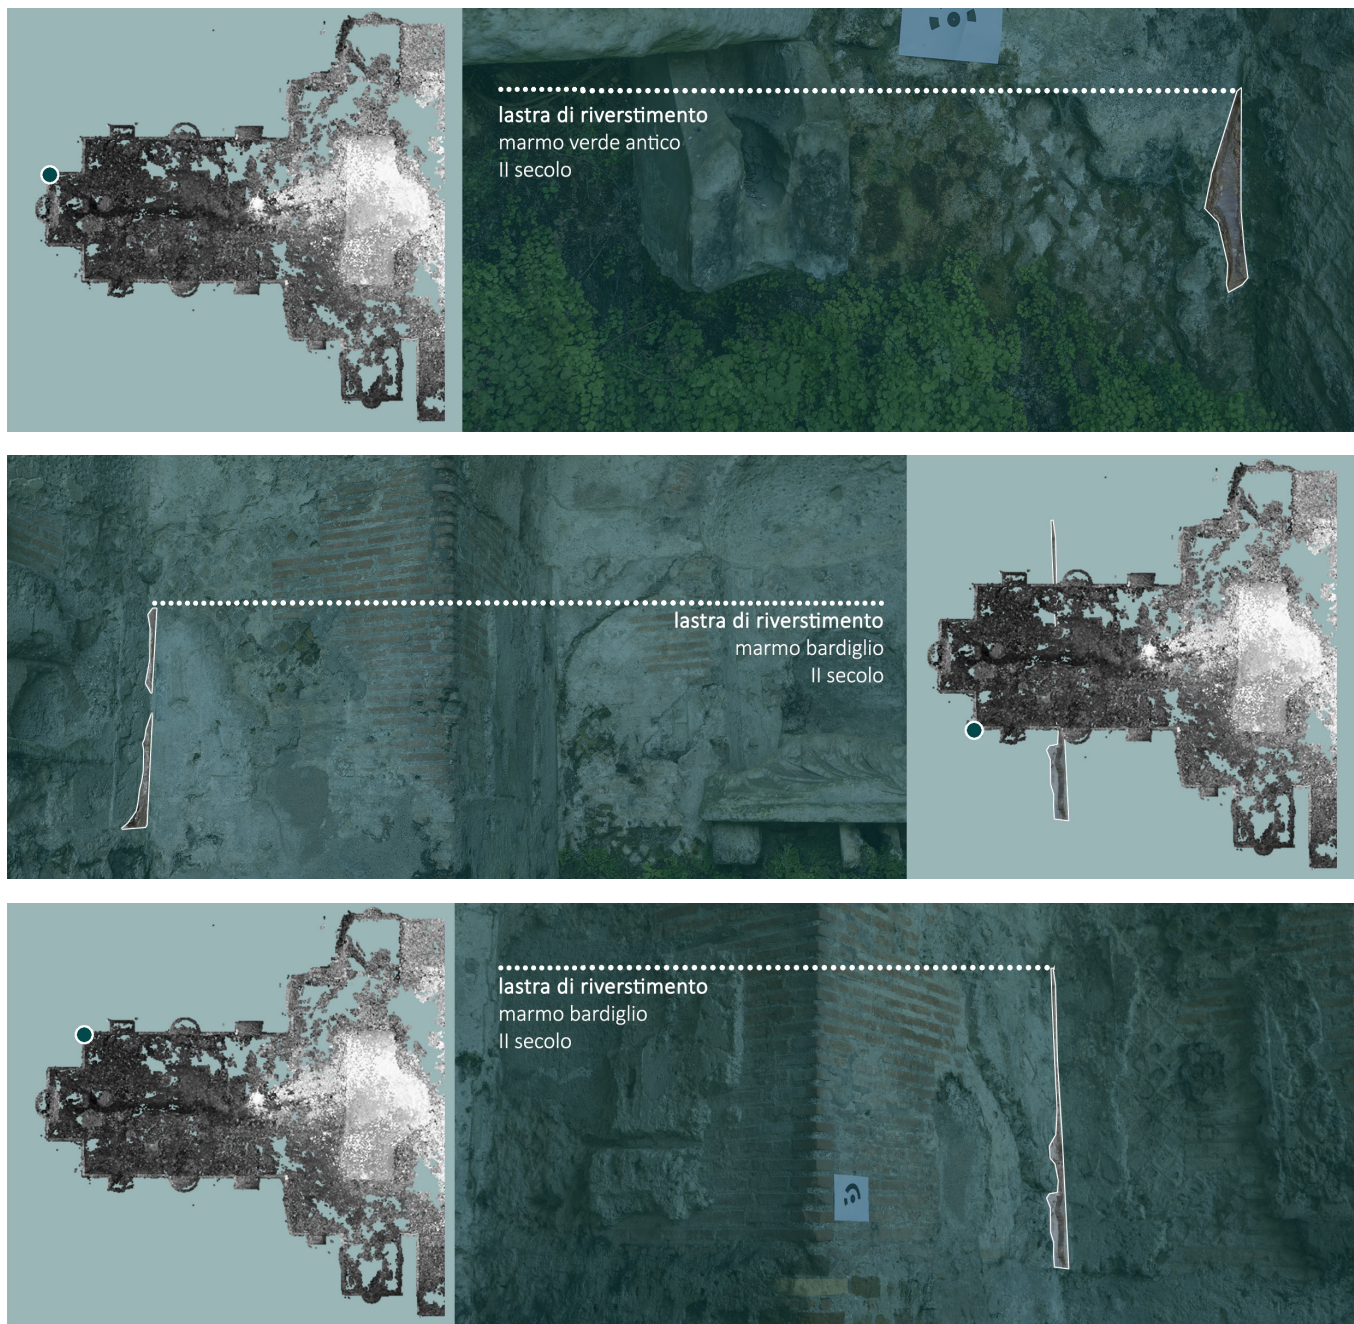 lastra di riverstimento
marmo verde antico
II secolo
lastra di riverstimento
marmo bardiglio
II secolo
lastra di riverstimento
marmo bardiglio
II secolo